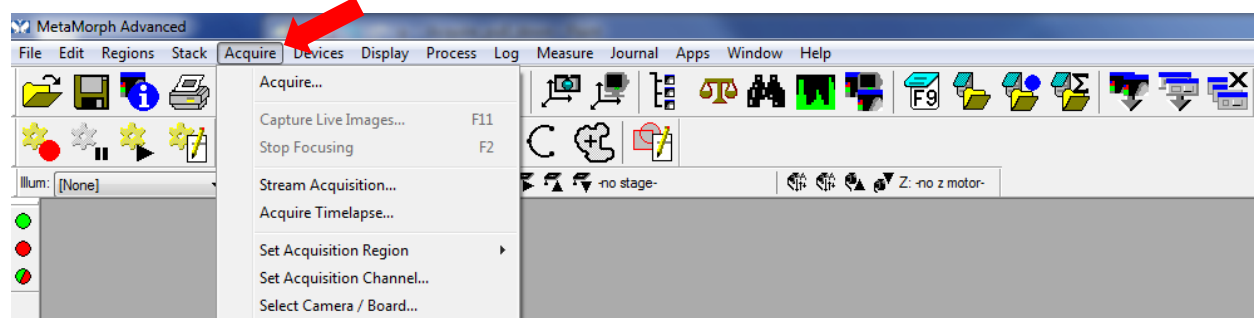 MetaMorph Advanced
File Edit Regions Stack Acquire Devices Display Process Log Measure Journal Apps Window Help
F9
Illum: [None] -no stage- Z: -no z motor-
Acquire...
Capture Live Images... F11
Stop Focusing F2
Stream Acquisition...
Acquire Timelapse...
Set Acquisition Region
Set Acquisition Channel...
Select Camera / Board...